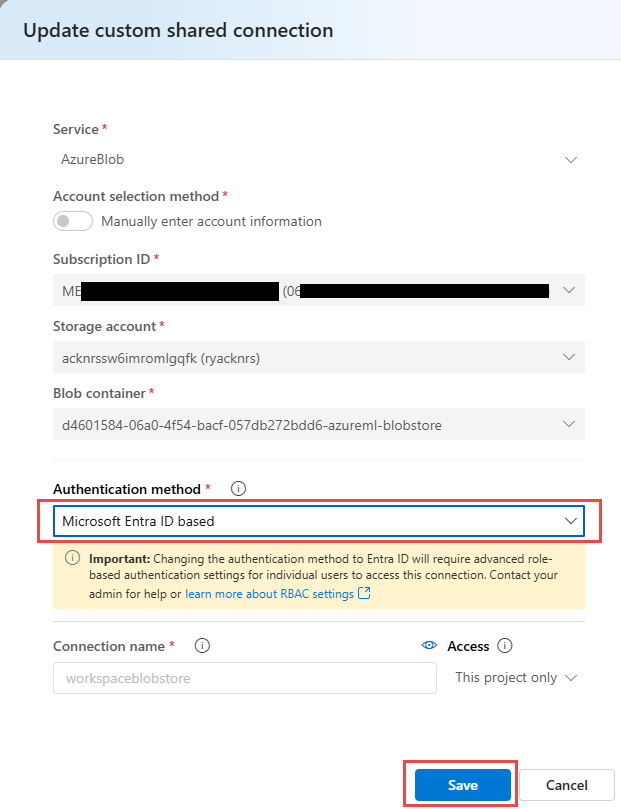 Update custom shared connection
Service *
AzureBlob
Account selection method *
Manually enter account information
Subscription ID *
ME (06
Storage account *
acknrssw6imromlgqfk (ryacknrs)
Blob container *
d4601584-06a0-4f54-bacf-057db272bdd6-azureml-blobstore
Authentication method *
Microsoft Entra ID based
Important: Changing the authentication method to Entra ID will require advanced role-
based authentication settings for individual users to access this connection. Contact your
admin for help or learn more about RBAC settings
Connection name * Access
workspaceblobstore This project only
Save Cancel